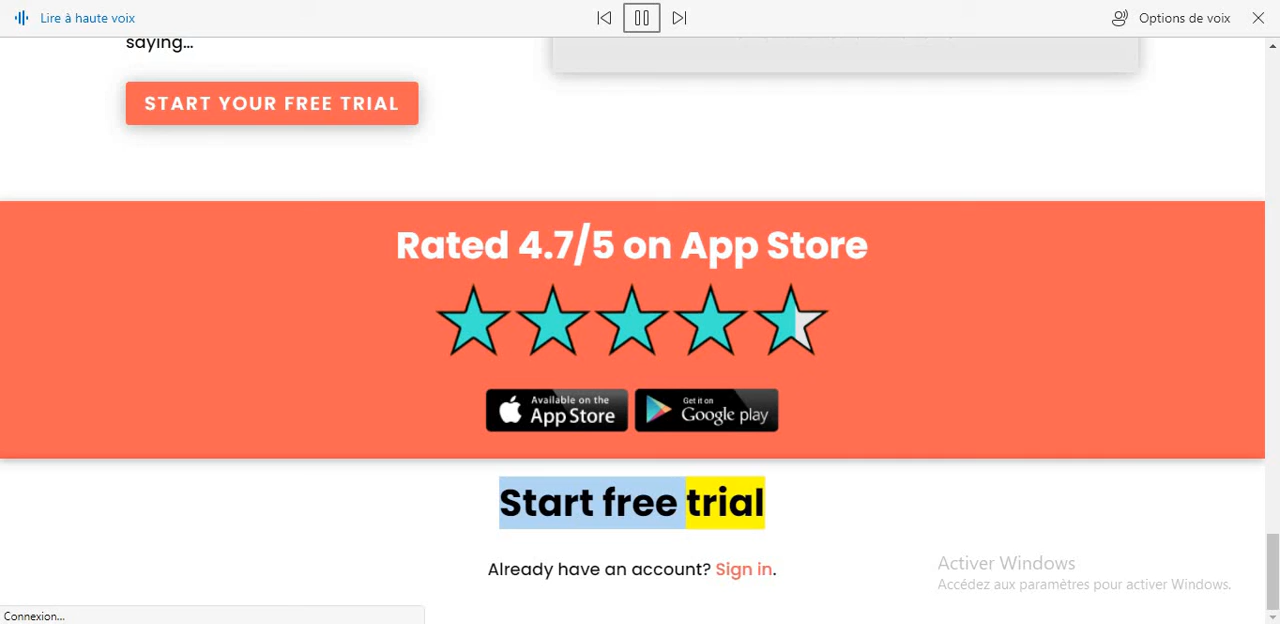 Lire à haute voix
Options de voix
saying...
START YOUR FREE TRIAL
Rated 4.7/5 on App Store
Available on the
App Store
Get it on
Google play
Start free trial
Already have an account? Sign in.
Activer Windows
Accédez aux paramètres pour activer Windows.
Connexion...